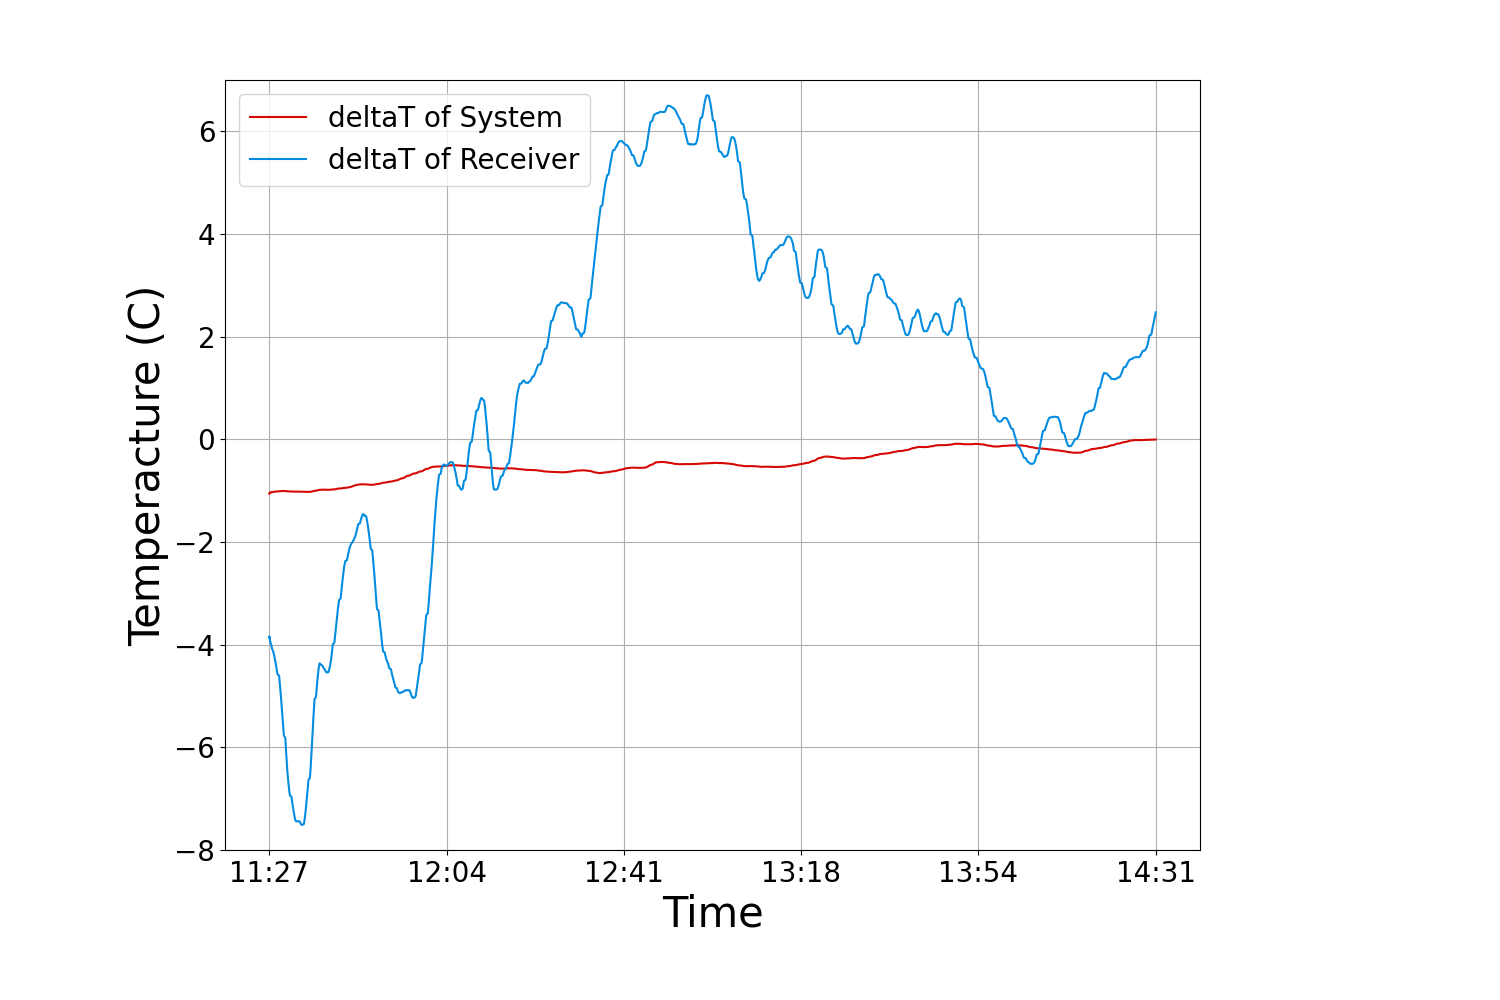 deltaT of System
deltaT of Receiver
6
4
2
0
−2
−4
−6
−8
Temperacture (C)
11:27 12:04 12:41 13:18 13:54 14:31
Time